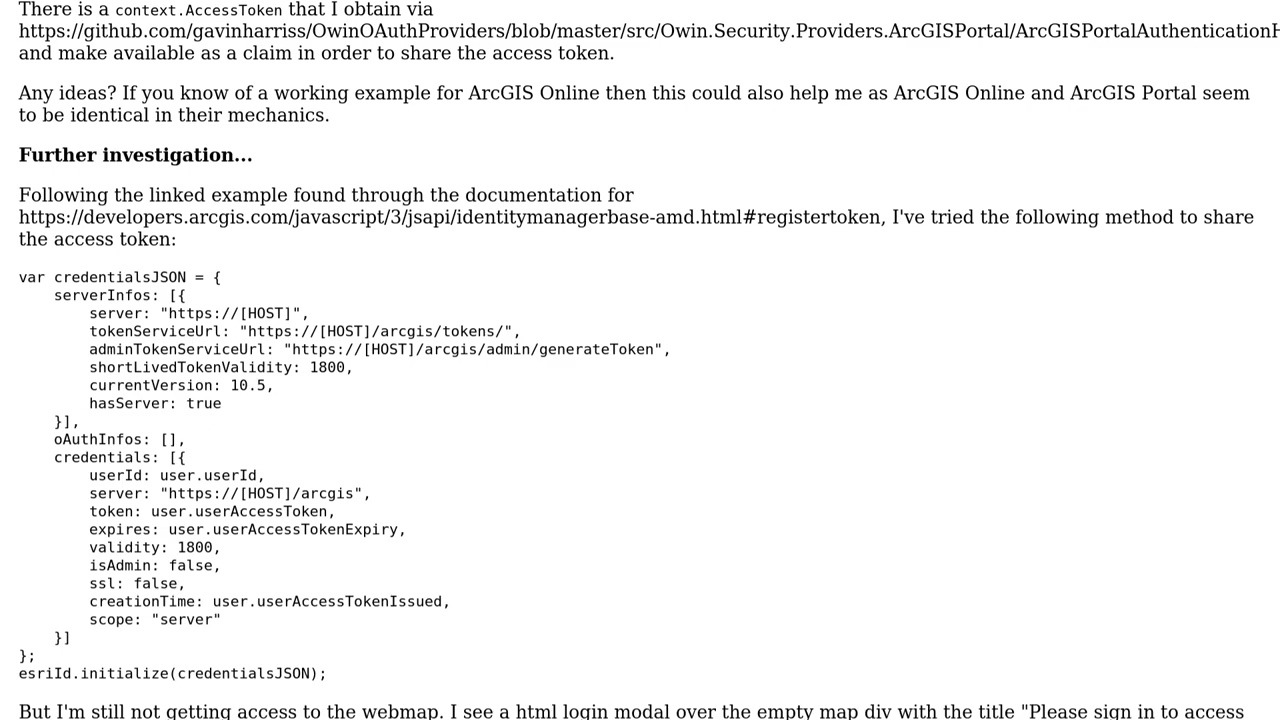 There is a context.AccessToken that I obtain via
https://github.com/gavinharriss/OwinOAuthProviders/blob/master/src/Owin.Security.Providers.ArcGISPortal/ArcGISPortalAuthenticationH
and make available as a claim in order to share the access token.
Any ideas? If you know of a working example for ArcGIS Online then this could also help me as ArcGIS Online and ArcGIS Portal seem
to be identical in their mechanics.
Further investigation...
Following the linked example found through the documentation for
https://developers.arcgis.com/javascript/3/jsapi/identitymanagerbase-amd.html#registertoken, I've tried the following method to share
the access token:
var credentialsJSON = {
    serverInfos: [{
        server: "https://[HOST]",
        tokenServiceUrl: "https://[HOST]/arcgis/tokens/",
        adminTokenServiceUrl: "https://[HOST]/arcgis/admin/generateToken",
        shortLivedTokenValidity: 1800,
        currentVersion: 10.5,
        hasServer: true
    }],
    oAuthInfos: [],
    credentials: [{
        userId: user.userId,
        server: "https://[HOST]/arcgis",
        token: user.userAccessToken,
        expires: user.userAccessTokenExpiry,
        validity: 1800,
        isAdmin: false,
        ssl: false,
        creationTime: user.userAccessTokenIssued,
        scope: "server"
    }]
};
esriId.initialize(credentialsJSON);
But I'm still not getting access to the webmap. I see a html login modal over the empty map div with the title "Please sign in to access